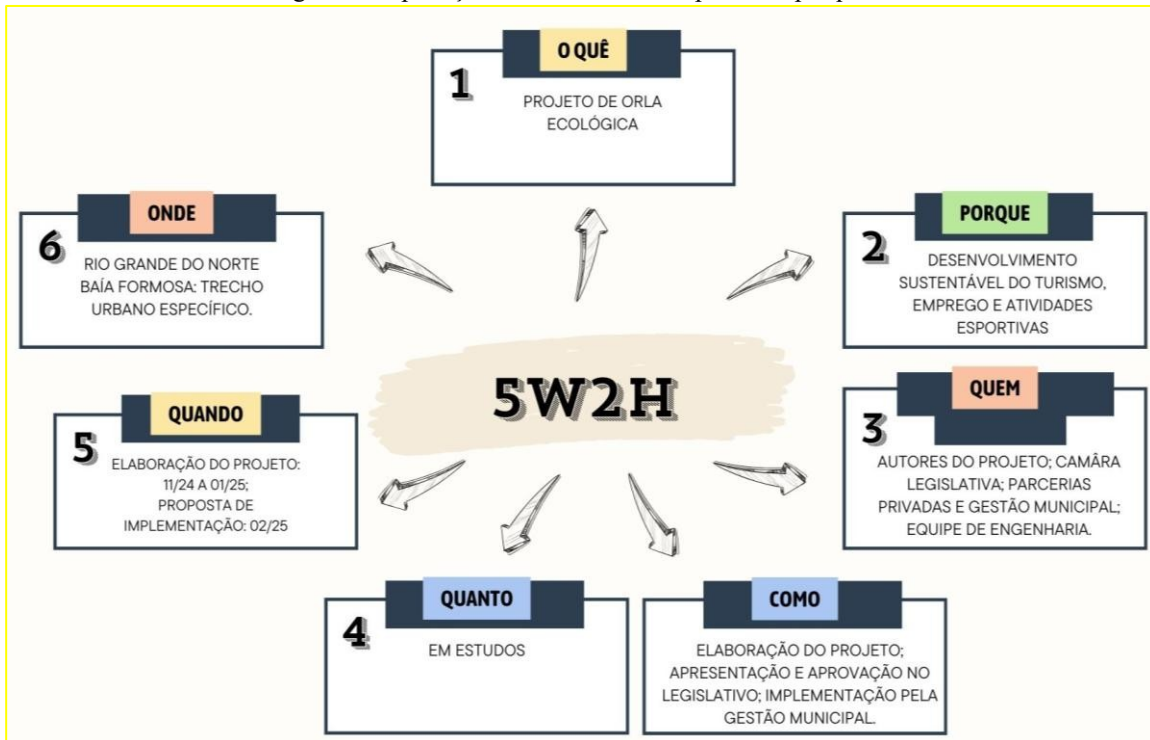 O QUÊ
1
PROJETO DE ORLA
ECOLÓGICA
ONDE
6
RIO GRANDE DO NORTE
BAÍA FORMOSA: TRECHO
URBANO ESPECÍFICO.
PORQUE
2
DESENVOLVIMENTO
SUSTENTÁVEL DO TURISMO,
EMPREGO E ATIVIDADES
ESPORTIVAS
5W2H
QUEM
3
AUTORES DO PROJETO; CAMÂRA
LEGISLATIVA; PARCERIAS
PRIVADAS E GESTÃO MUNICIPAL;
EQUIPE DE ENGENHARIA.
QUANDO
5
ELABORAÇÃO DO PROJETO:
11/24 A 01/25;
PROPOSTA DE
IMPLEMENTAÇÃO: 02/25
QUANTO
4
EM ESTUDOS
COMO
ELABORAÇÃO DO PROJETO;
APRESENTAÇÃO E APROVAÇÃO NO
LEGISLATIVO; IMPLEMENTAÇÃO PELA
GESTÃO MUNICIPAL.